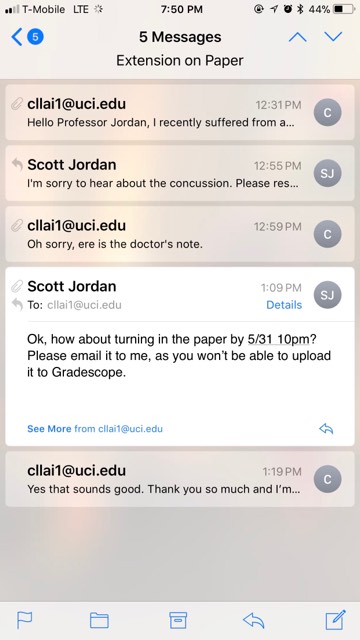 T-Mobile LTE 7:50 PM 44%
5 5 Messages
Extension on Paper
cllai1@uci.edu 12:31 PM
Hello Professor Jordan, I recently suffered from a... C
Scott Jordan 12:55 PM
I'm sorry to hear about the concussion. Please res... SJ
cllai1@uci.edu 12:59 PM
Oh sorry, ere is the doctor's note. C
Scott Jordan 1:09 PM
To: cllai1@uci.edu Details SJ
Ok, how about turning in the paper by 5/31 10pm?
Please email it to me, as you won't be able to upload
it to Gradescope.
See More from cllai1@uci.edu
cllai1@uci.edu 1:19 PM
Yes that sounds good. Thank you so much and I'm... C